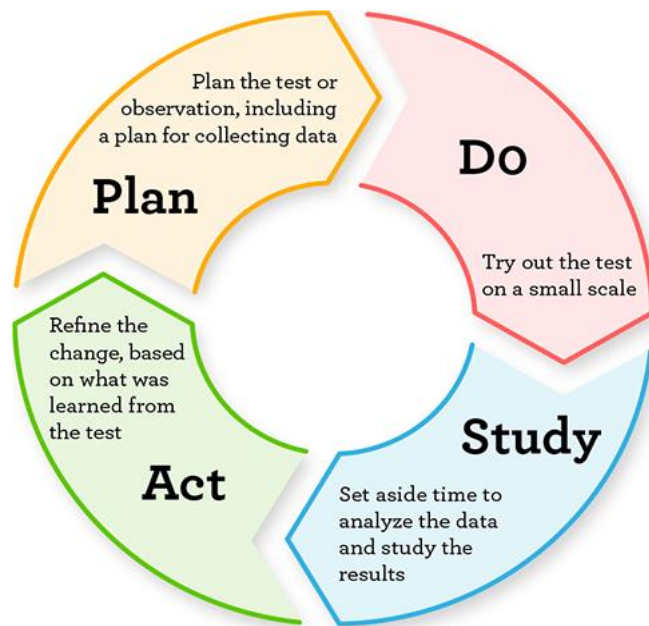 Plan the test or
observation, including
a plan for collecting data
Plan
Do
Try out the test
on a small scale
Study
Set aside time to
analyze the data
and study the
results
Refine the
change, based
on what was
learned from
the test
Act